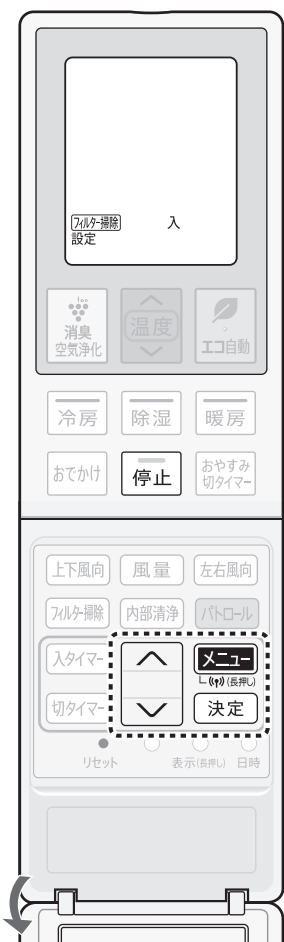 フィルター掃除 入
設定
消臭
空気浄化
温度
エコ自動
冷房 除湿 暖房
おでかけ 停止 おやすみ
切タイマー
上下風向 風量 左右風向
フィルター掃除 内部清浄 パトロール
入タイマー メニュー
(長押し)
切タイマー 決定
リセット 表示(長押し) 日時